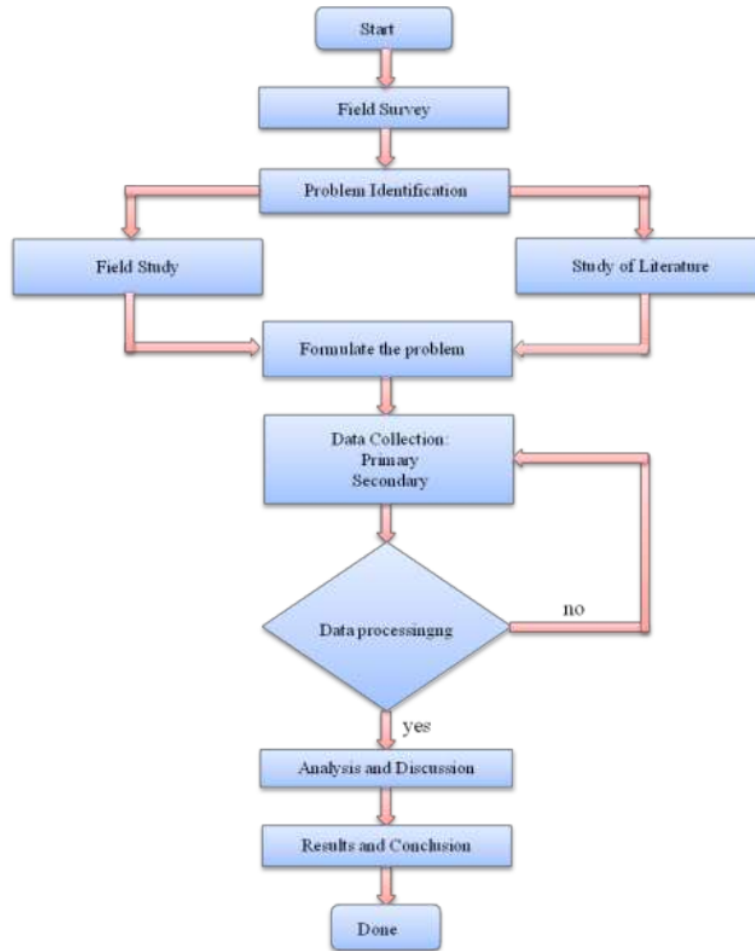 Start
Field Survey
Problem Identification
Field Study
Study of Literature
Formulate the problem
Data Collection:
Primary
Secondary
Data processingng
no
yes
Analysis and Discussion
Results and Conclusion
Done